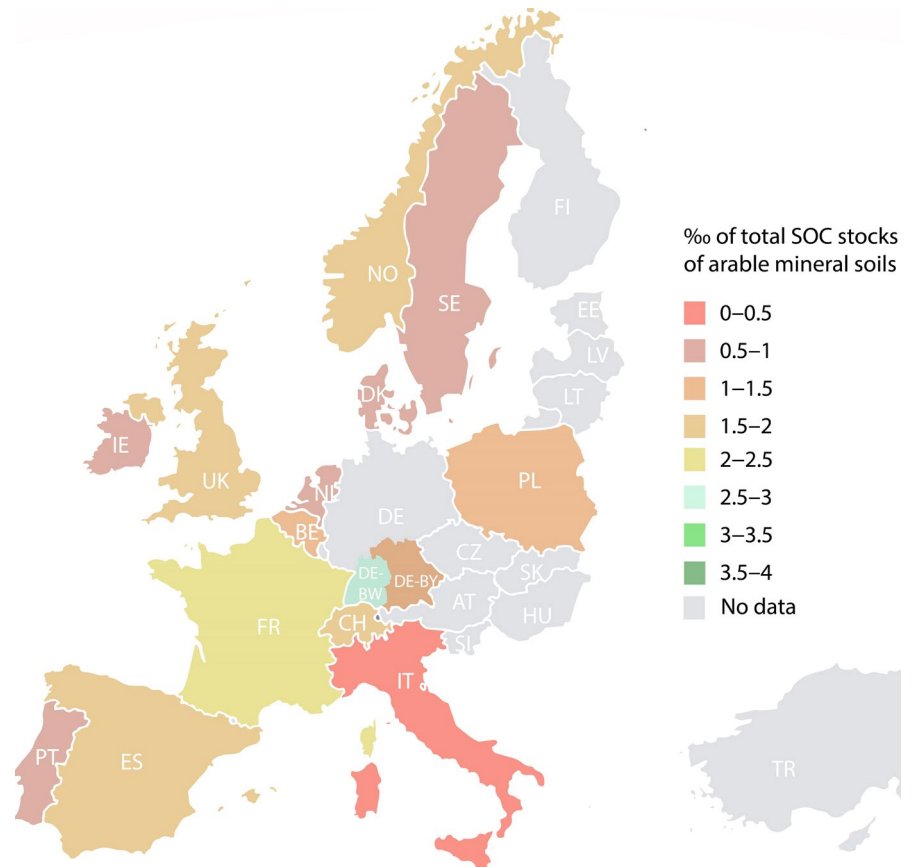 FI
NO
SE
‰ of total SOC stocks
of arable mineral soils
0–0.5
0.5–1
1–1.5
1.5–2
2–2.5
2.5–3
3–3.5
3.5–4
No data
EE
LV
LT
DK
IE
UK
NL
PL
DE
BE
CZ
DE-
BW
DE-BY
SK
AT
HU
CH
FR
SI
IT
PT
ES
TR